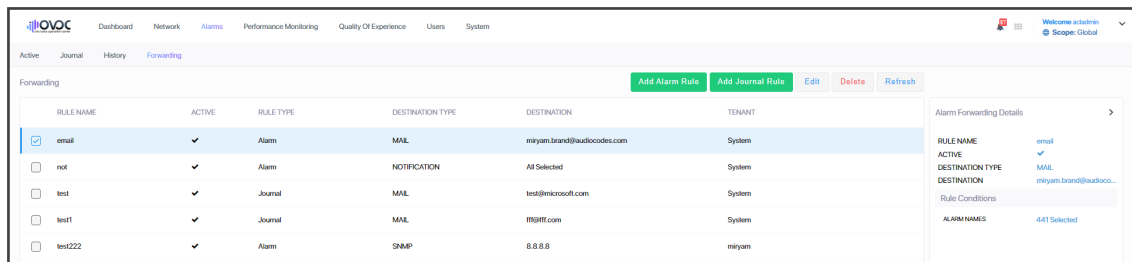 OVOC Dashboard Network Alarms Performance Monitoring Quality Of Experience Users System Welcome acladmin
Scope: Global
Active Journal History Forwarding
Forwarding Add Alarm Rule Add Journal Rule Edit Delete Refresh
RULE NAME ACTIVE RULE TYPE DESTINATION TYPE DESTINATION TENANT
email Alarm MAIL miryam.brand@audiocodes.com System
not Alarm NOTIFICATION All Selected System
test Journal MAIL test@microsoft.com System
test1 Journal MAIL fff@fff.com System
test222 Alarm SNMP 8.8.8.8 miryam
Alarm Forwarding Details
RULE NAME email
ACTIVE
DESTINATION TYPE MAIL
DESTINATION miryam.brand@audioco...
Rule Conditions
ALARM NAMES 441 Selected